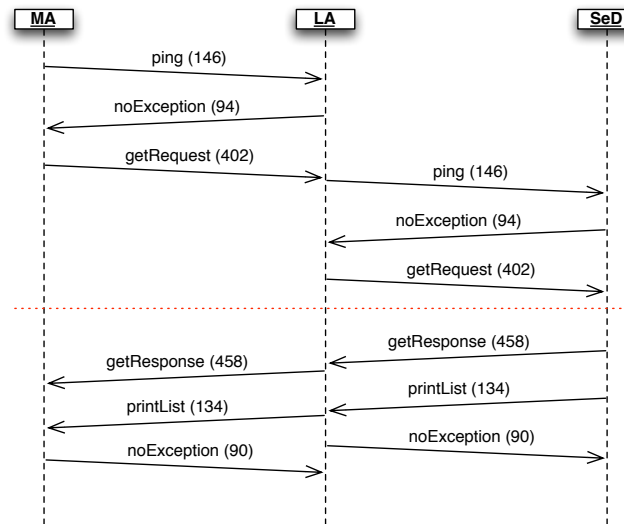 MA LA SeD
ping (146)
noException (94)
getRequest (402)
ping (146)
noException (94)
getRequest (402)
getResponse (458)
getResponse (458)
printList (134)
printList (134)
noException (90)
noException (90)